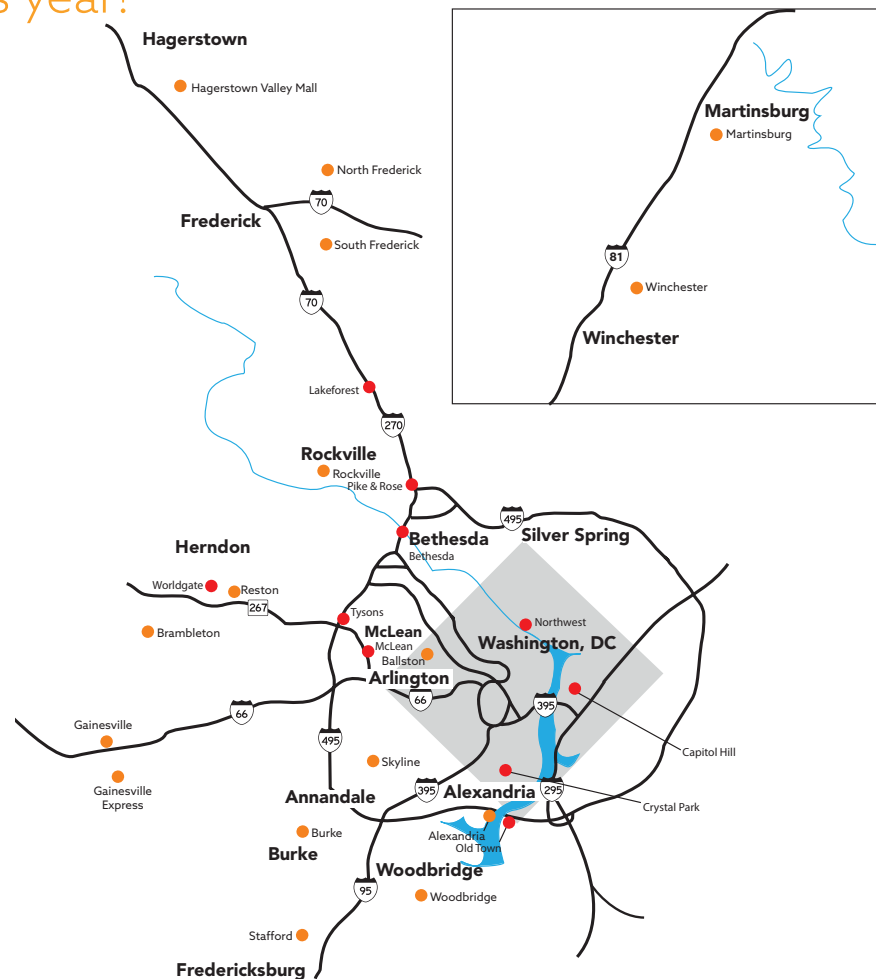 s year!
Hagerstown
Hagerstown Valley Mall
North Frederick
70
Frederick
South Frederick
70
Lakeforest
270
Rockville
Rockville
Pike & Rose
495
Silver Spring
Bethesda
Bethesda
Herndon
Worldgate
Reston
267
Tysons
Brambleton
McLean
McLean
Ballston
Arlington
66
Northwest
Washington, DC
395
66
Gainesville
Gainesville
Express
495
Skyline
Capitol Hill
Annandale
395
Alexandria
295
Crystal Park
Burke
Burke
Alexandria
Old Town
Woodbridge
95
Woodbridge
Stafford
Fredericksburg
Martinsburg
Martinsburg
81
Winchester
Winchester